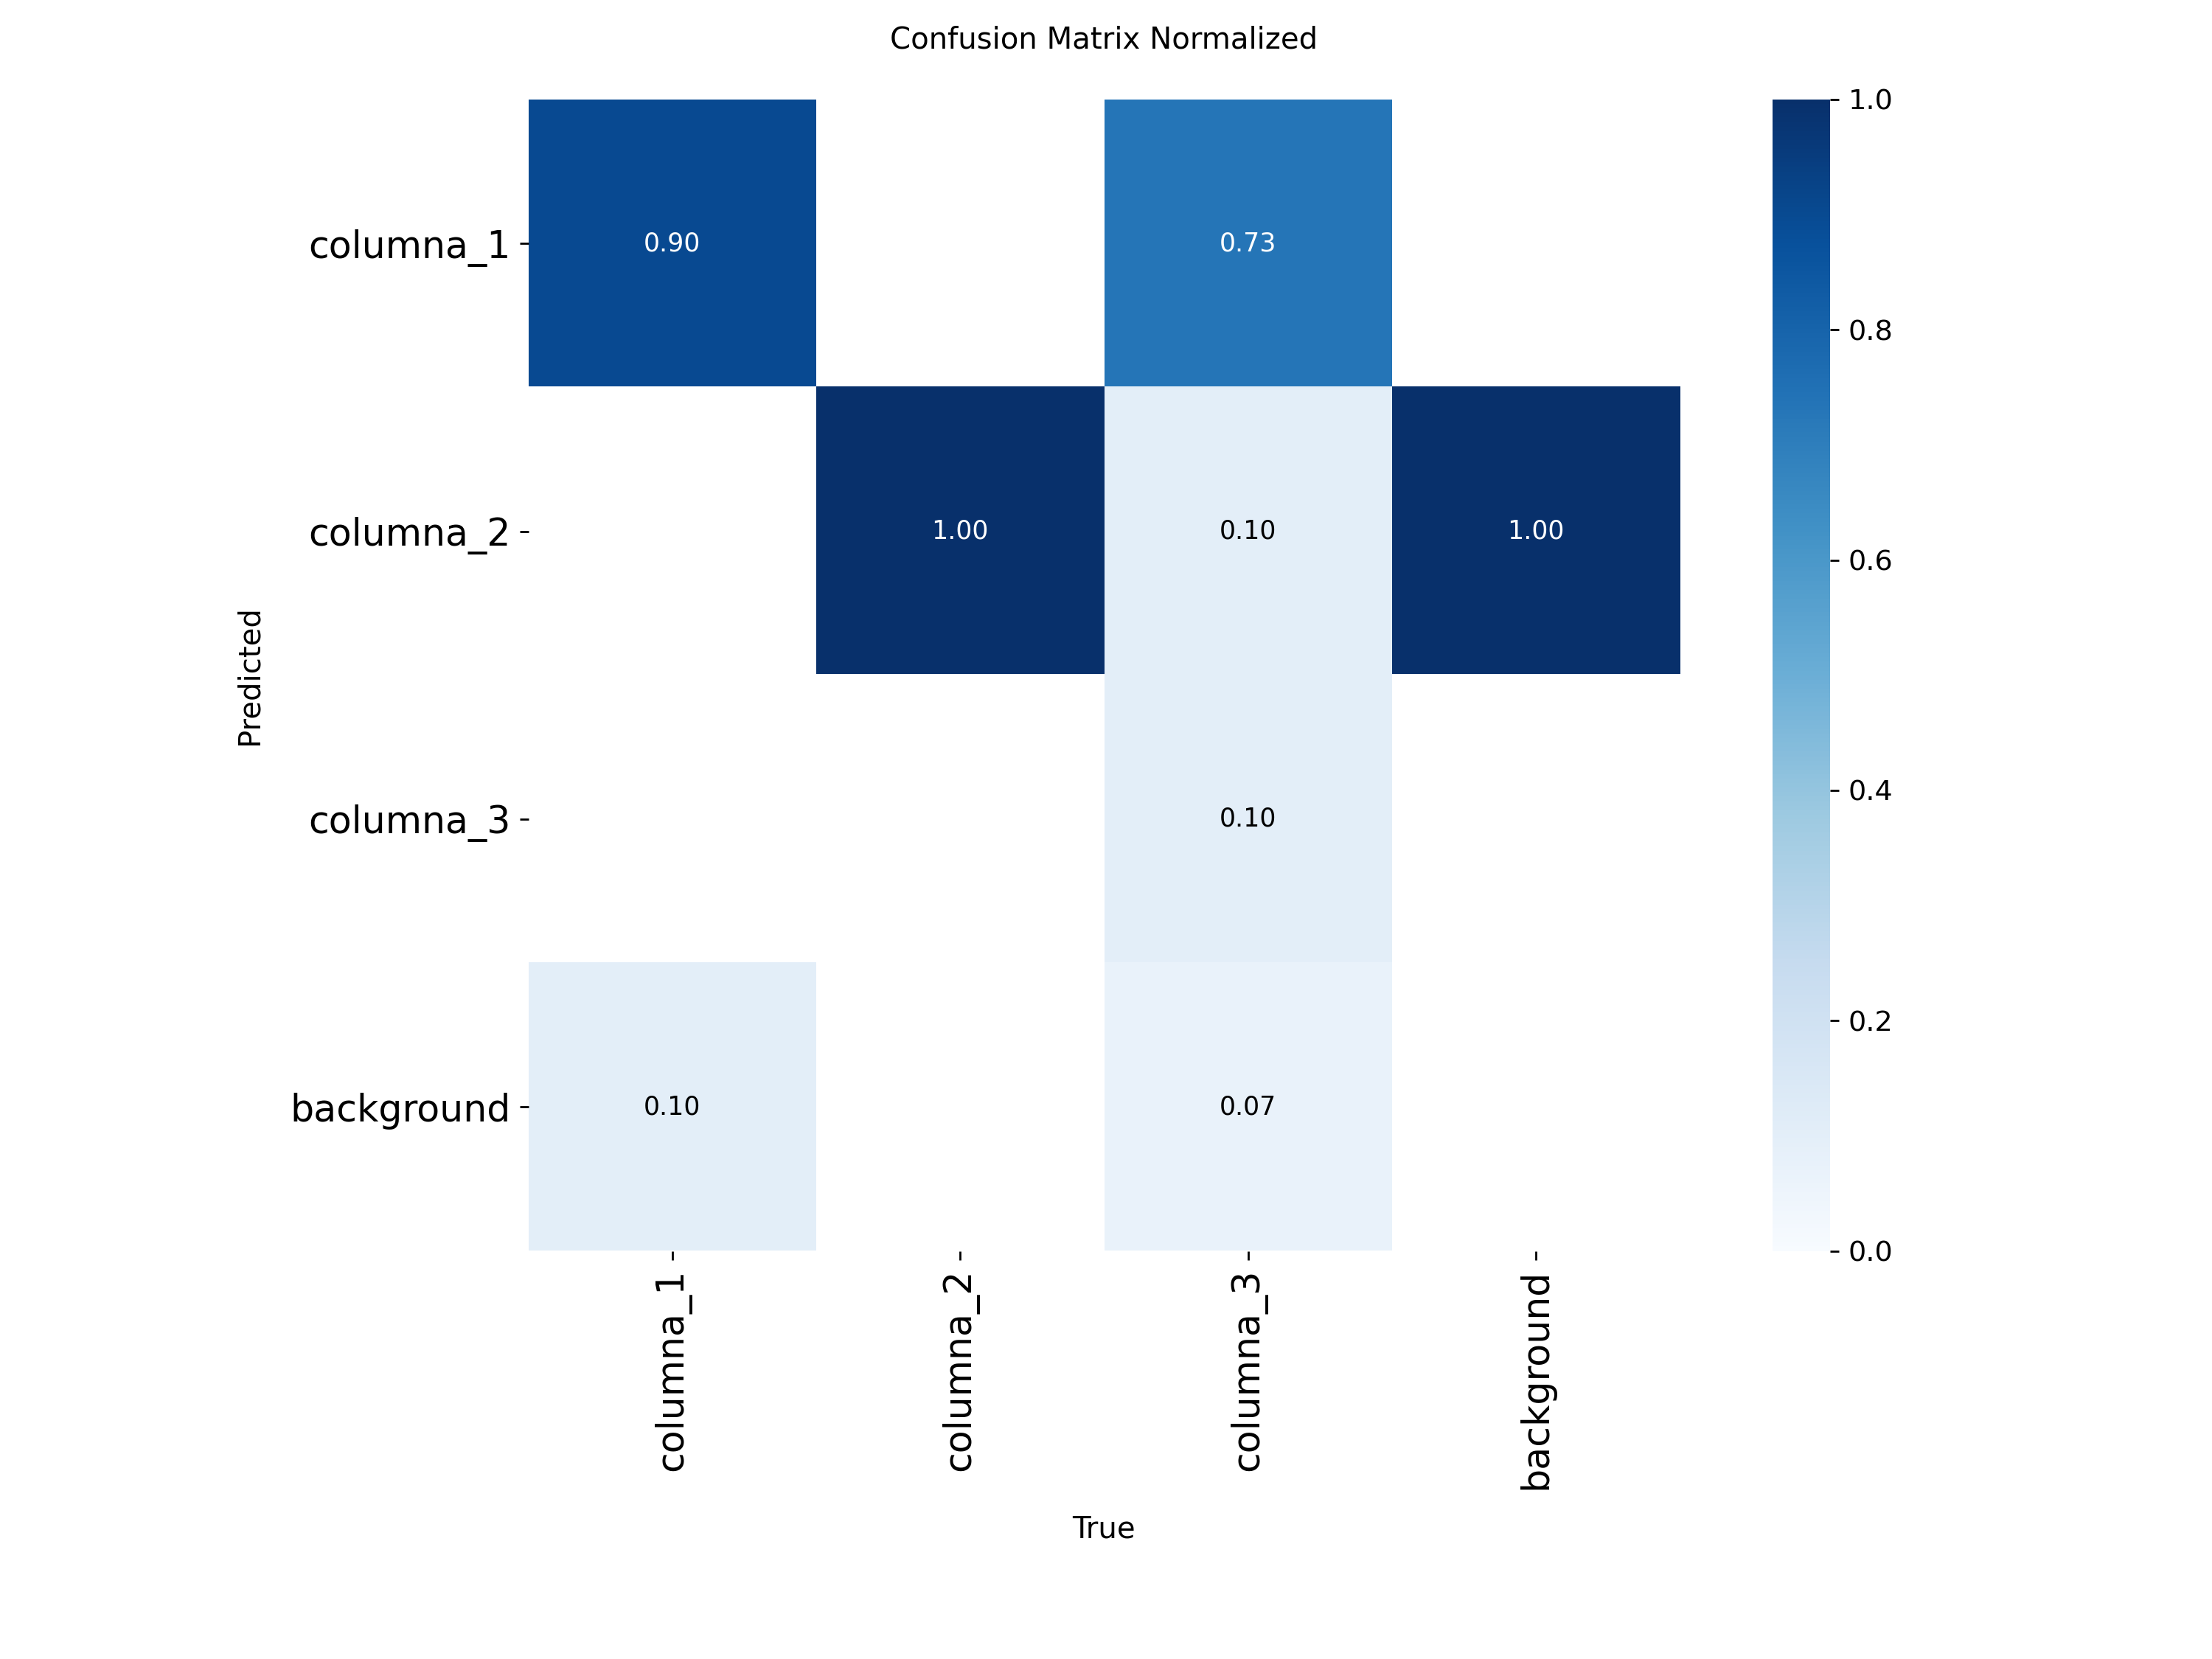 Confusion Matrix Normalized
1.0
columna_1
0.90
0.73
0.8
columna_2
1.00
0.10
1.00
0.6
Predicted
0.4
columna_3
0.10
0.2
background
0.10
0.07
0.0
columna_1
columna_2
columna_3
background
True